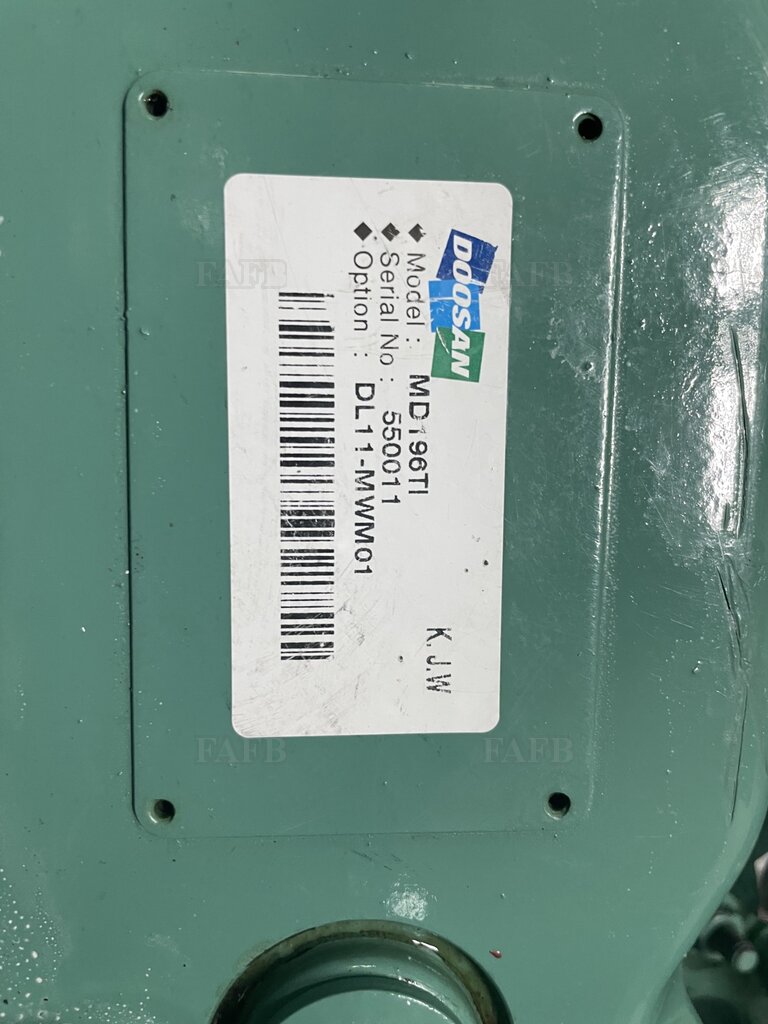 DOOSAN
K.J.W
◆ Model : MD196TI
◆ Serial No : 550011
◆ Option : DL11-MWM01
FAFB FAFB
FAFB FAFB